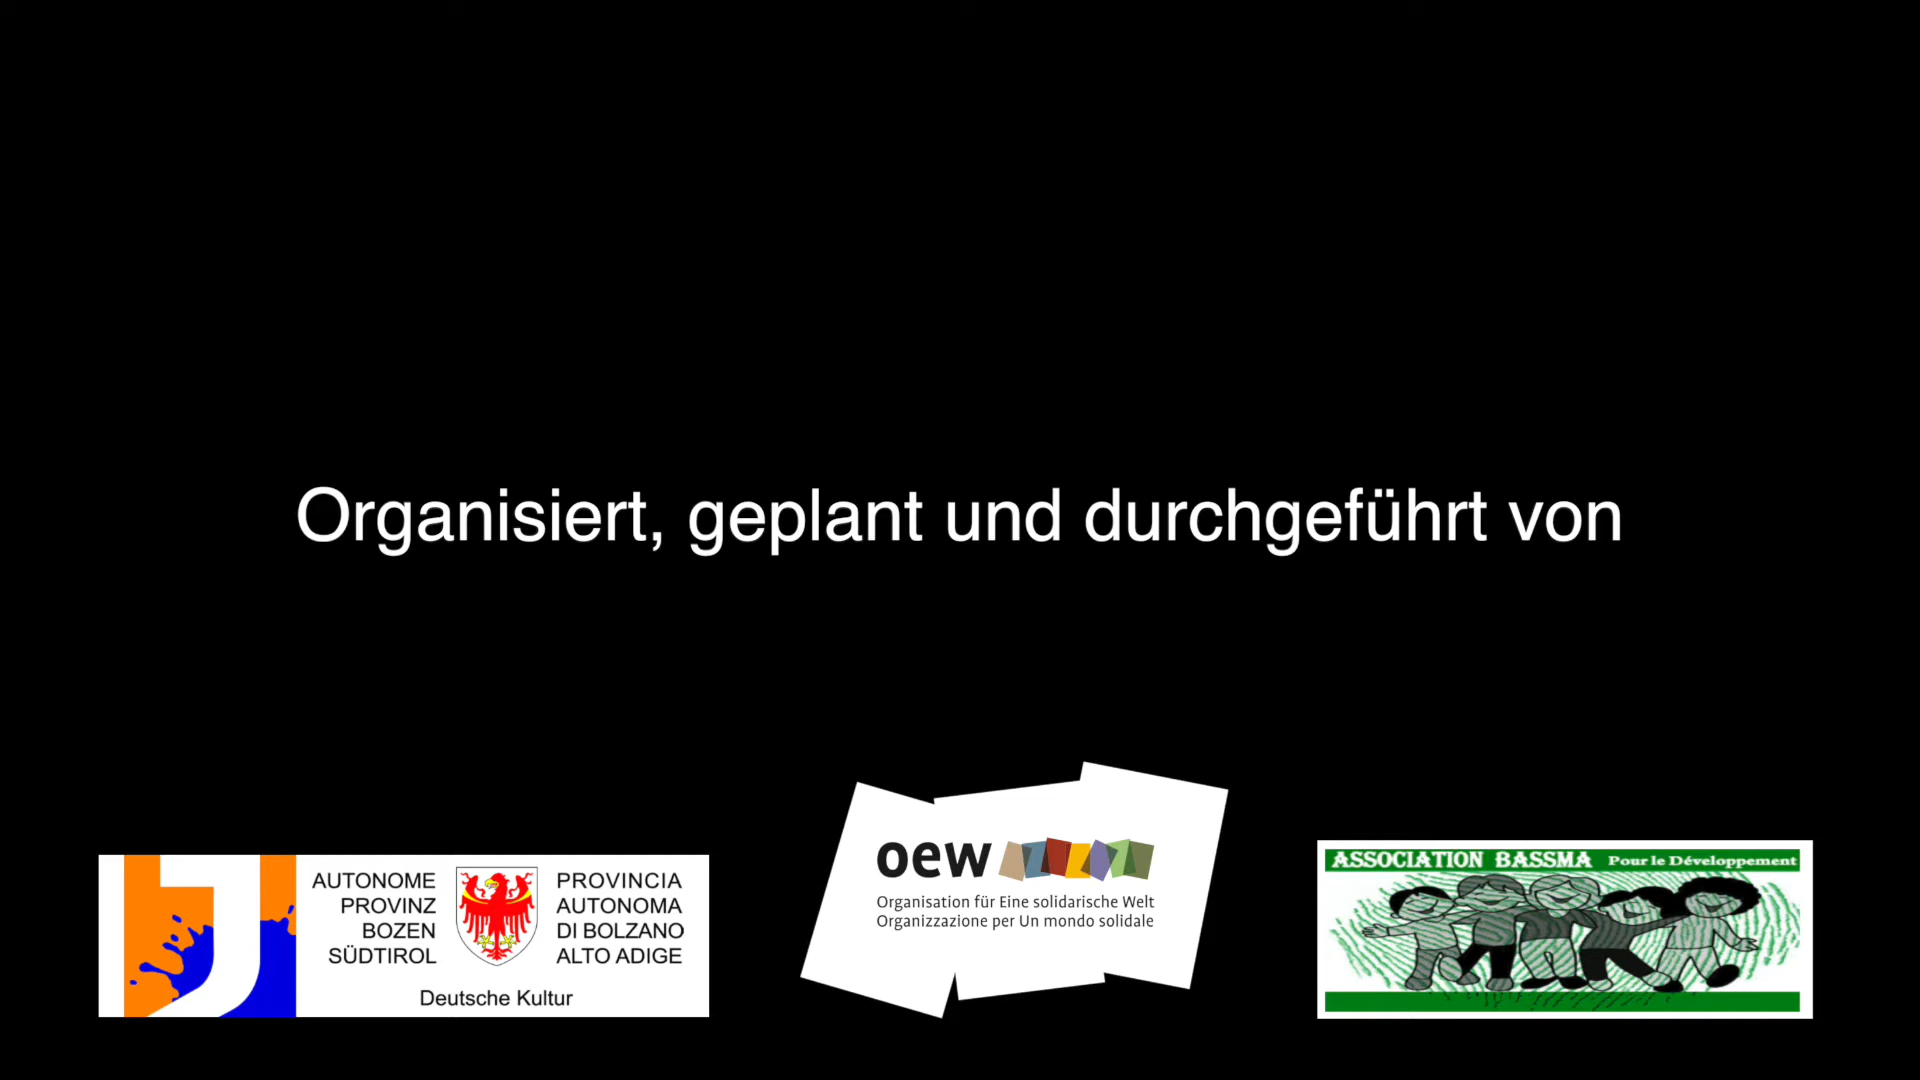 Organisiert, geplant und durchgeführt von
AUTONOME
PROVINZ
BOZEN
SÜDTIROL
PROVINCIA
AUTONOMA
DI BOLZANO
ALTO ADIGE
Deutsche Kultur
oew
Organisation für Eine solidarische Welt
Organizzazione per Un mondo solidale
ASSOCIATION BASSMA Pour le Développement